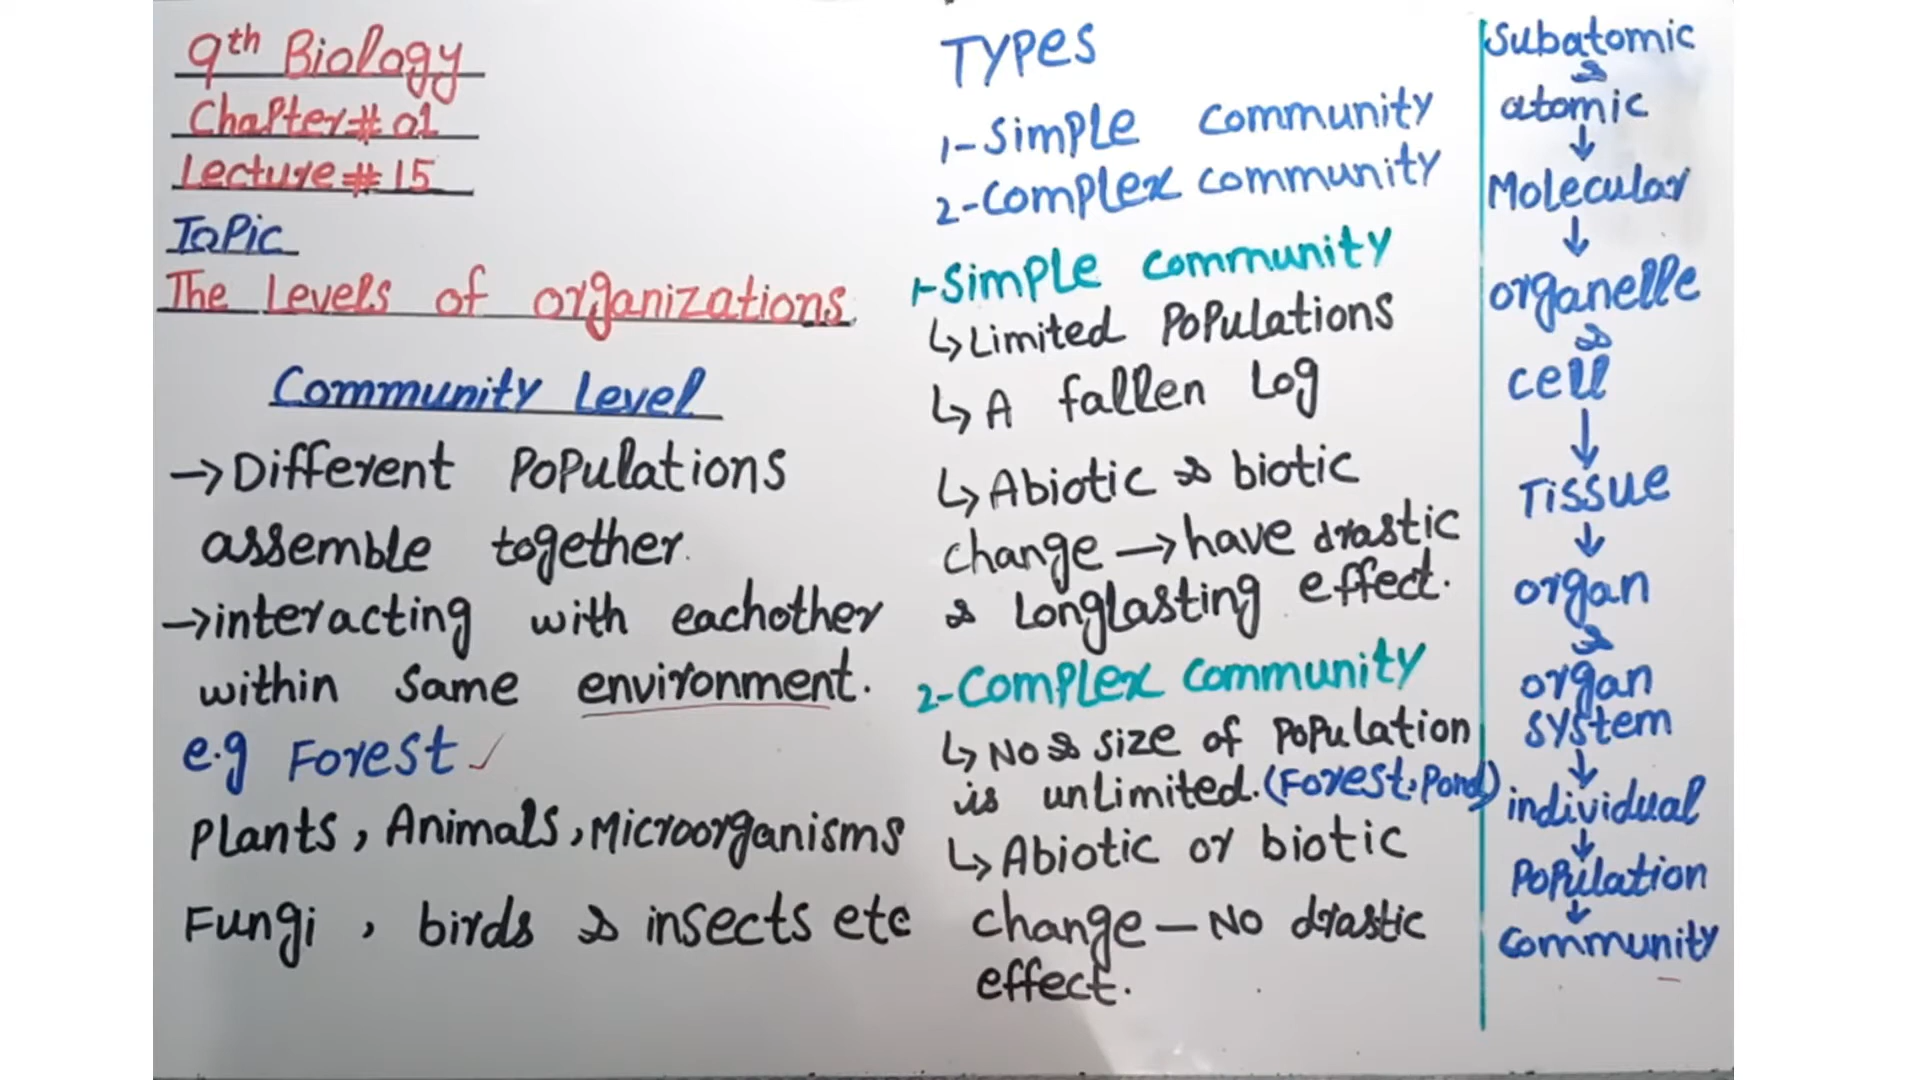 9th Biology
Chapter# 01
Lecture# 15
Topic
The Levels of organizations
Community Level
→Different Populations
assemble together.
→interacting with eachother
within same environment.
e.g Forest ✓
Plants, Animals, Microorganisms
Fungi, birds & insects etc
TYPES
1-Simple community
2-Complex community
1-Simple community
↳Limited Populations
↳A fallen Log
↳Abiotic & biotic
change →have drastic
& Longlasting effect.
2-Complex community
↳No & size of Population
is unlimited. (Forest, Pond)
↳Abiotic or biotic
change – No drastic
effect.
Subatomic
&
atomic
↓
Molecular
↓
organelle
&
cell
↓
Tissue
↓
organ
&
organ
system
↓
individual
↓
Population
↓
community